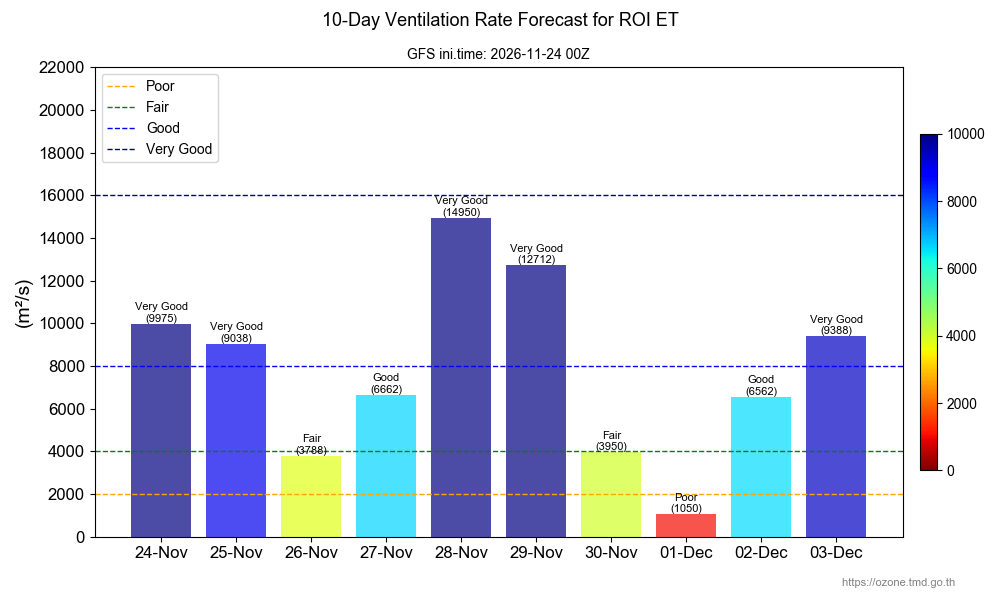 10-Day Ventilation Rate Forecast for ROI ET
GFS ini.time: 2026-11-24 00Z
(m²/s)
22000
20000
18000
16000
14000
12000
10000
8000
6000
4000
2000
0
Poor
Fair
Good
Very Good
Very Good
(9975)
Very Good
(9038)
Fair
(3788)
Good
(6662)
Very Good
(14950)
Very Good
(12712)
Fair
(3950)
Poor
(1050)
Good
(6562)
Very Good
(9388)
24-Nov 25-Nov 26-Nov 27-Nov 28-Nov 29-Nov 30-Nov 01-Dec 02-Dec 03-Dec
10000
8000
6000
4000
2000
0
https://ozone.tmd.go.th